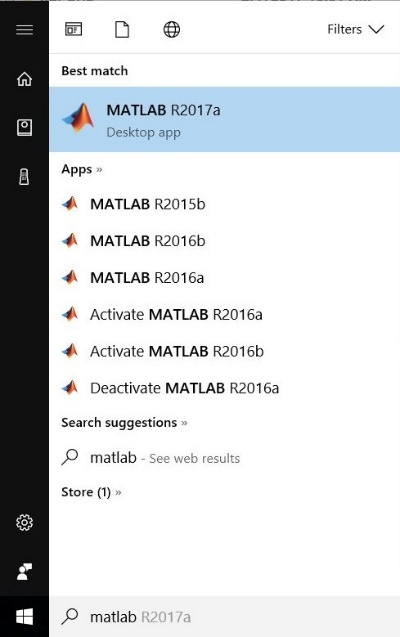 Filters
Best match
MATLAB R2017a
Desktop app
Apps »
MATLAB R2015b
MATLAB R2016b
MATLAB R2016a
Activate MATLAB R2016a
Activate MATLAB R2016b
Deactivate MATLAB R2016a
Search suggestions »
matlab - See web results
Store (1) »
matlab R2017a